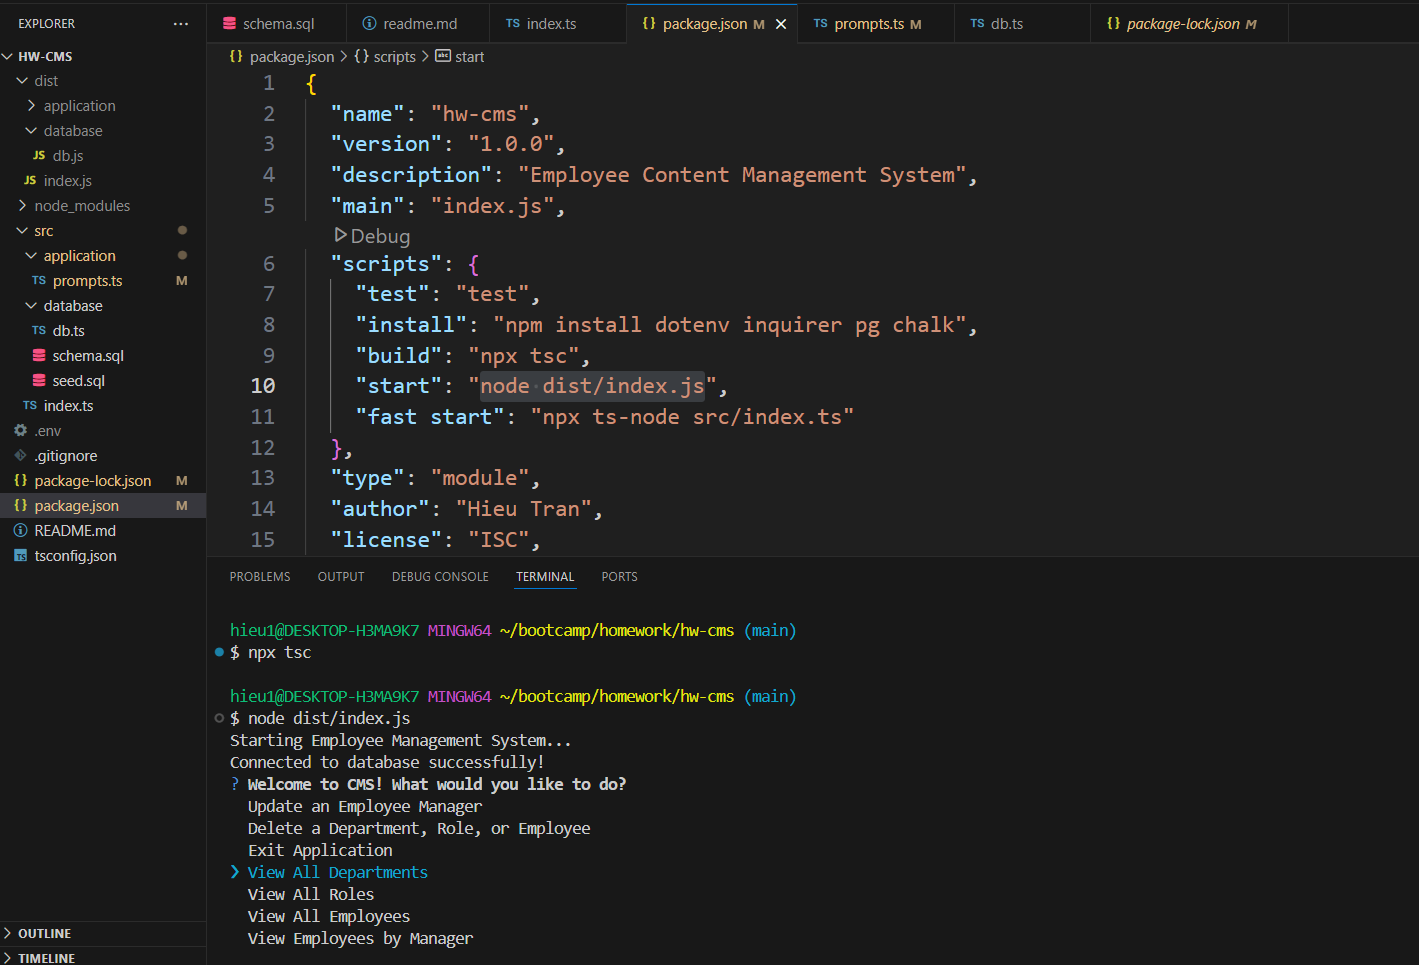 EXPLORER
HW-CMS
dist
application
database
JS db.js
JS index.js
node_modules
src
application
TS prompts.ts M
database
TS db.ts
schema.sql
seed.sql
TS index.ts
.env
.gitignore
{} package-lock.json M
{} package.json M
README.md
TS tsconfig.json
OUTLINE
TIMELINE
schema.sql
readme.md
TS index.ts
{} package.json M
TS prompts.ts M
TS db.ts
{} package-lock.json M
{} package.json > {} scripts > abc start
1 {
2 "name": "hw-cms",
3 "version": "1.0.0",
4 "description": "Employee Content Management System",
5 "main": "index.js",
Debug
6 "scripts": {
7 "test": "test",
8 "install": "npm install dotenv inquirer pg chalk",
9 "build": "npx tsc",
10 "start": "node dist/index.js",
11 "fast start": "npx ts-node src/index.ts"
12 },
13 "type": "module",
14 "author": "Hieu Tran",
15 "license": "ISC",
PROBLEMS OUTPUT DEBUG CONSOLE TERMINAL PORTS
hieu1@DESKTOP-H3MA9K7 MINGW64 ~/bootcamp/homework/hw-cms (main)
$ npx tsc
hieu1@DESKTOP-H3MA9K7 MINGW64 ~/bootcamp/homework/hw-cms (main)
$ node dist/index.js
Starting Employee Management System...
Connected to database successfully!
? Welcome to CMS! What would you like to do?
Update an Employee Manager
Delete a Department, Role, or Employee
Exit Application
❯ View All Departments
View All Roles
View All Employees
View Employees by Manager